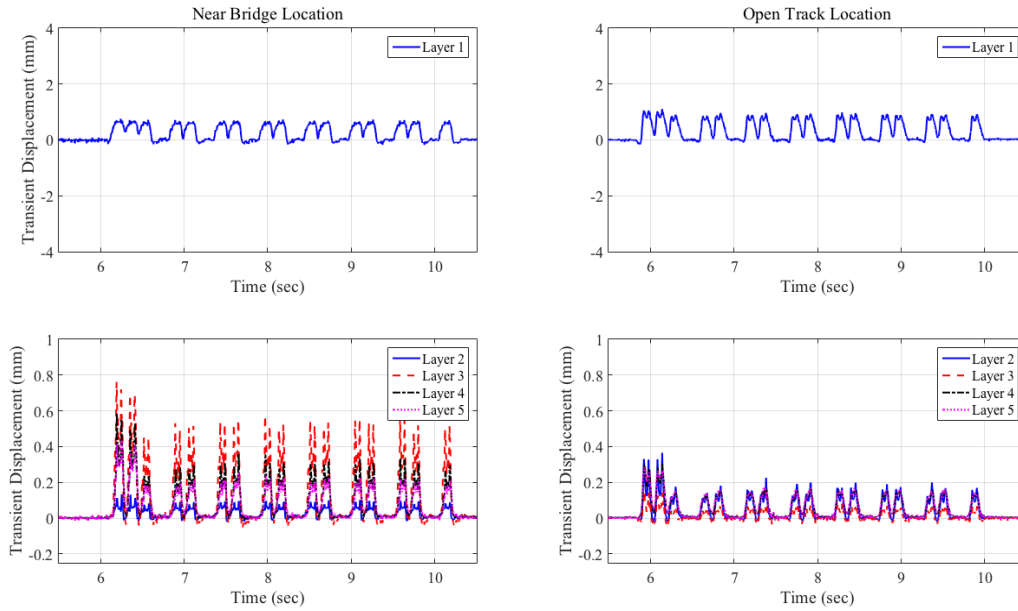 Near Bridge Location
Transient Displacement (mm)
4
2
0
-2
-4
6
7
8
9
10
Time (sec)
Layer 1
Open Track Location
Transient Displacement (mm)
4
2
0
-2
-4
6
7
8
9
10
Time (sec)
Layer 1
Transient Displacement (mm)
1
0.8
0.6
0.4
0.2
0
-0.2
6
7
8
9
10
Time (sec)
Layer 2
Layer 3
Layer 4
Layer 5
Transient Displacement (mm)
1
0.8
0.6
0.4
0.2
0
-0.2
6
7
8
9
10
Time (sec)
Layer 2
Layer 3
Layer 4
Layer 5